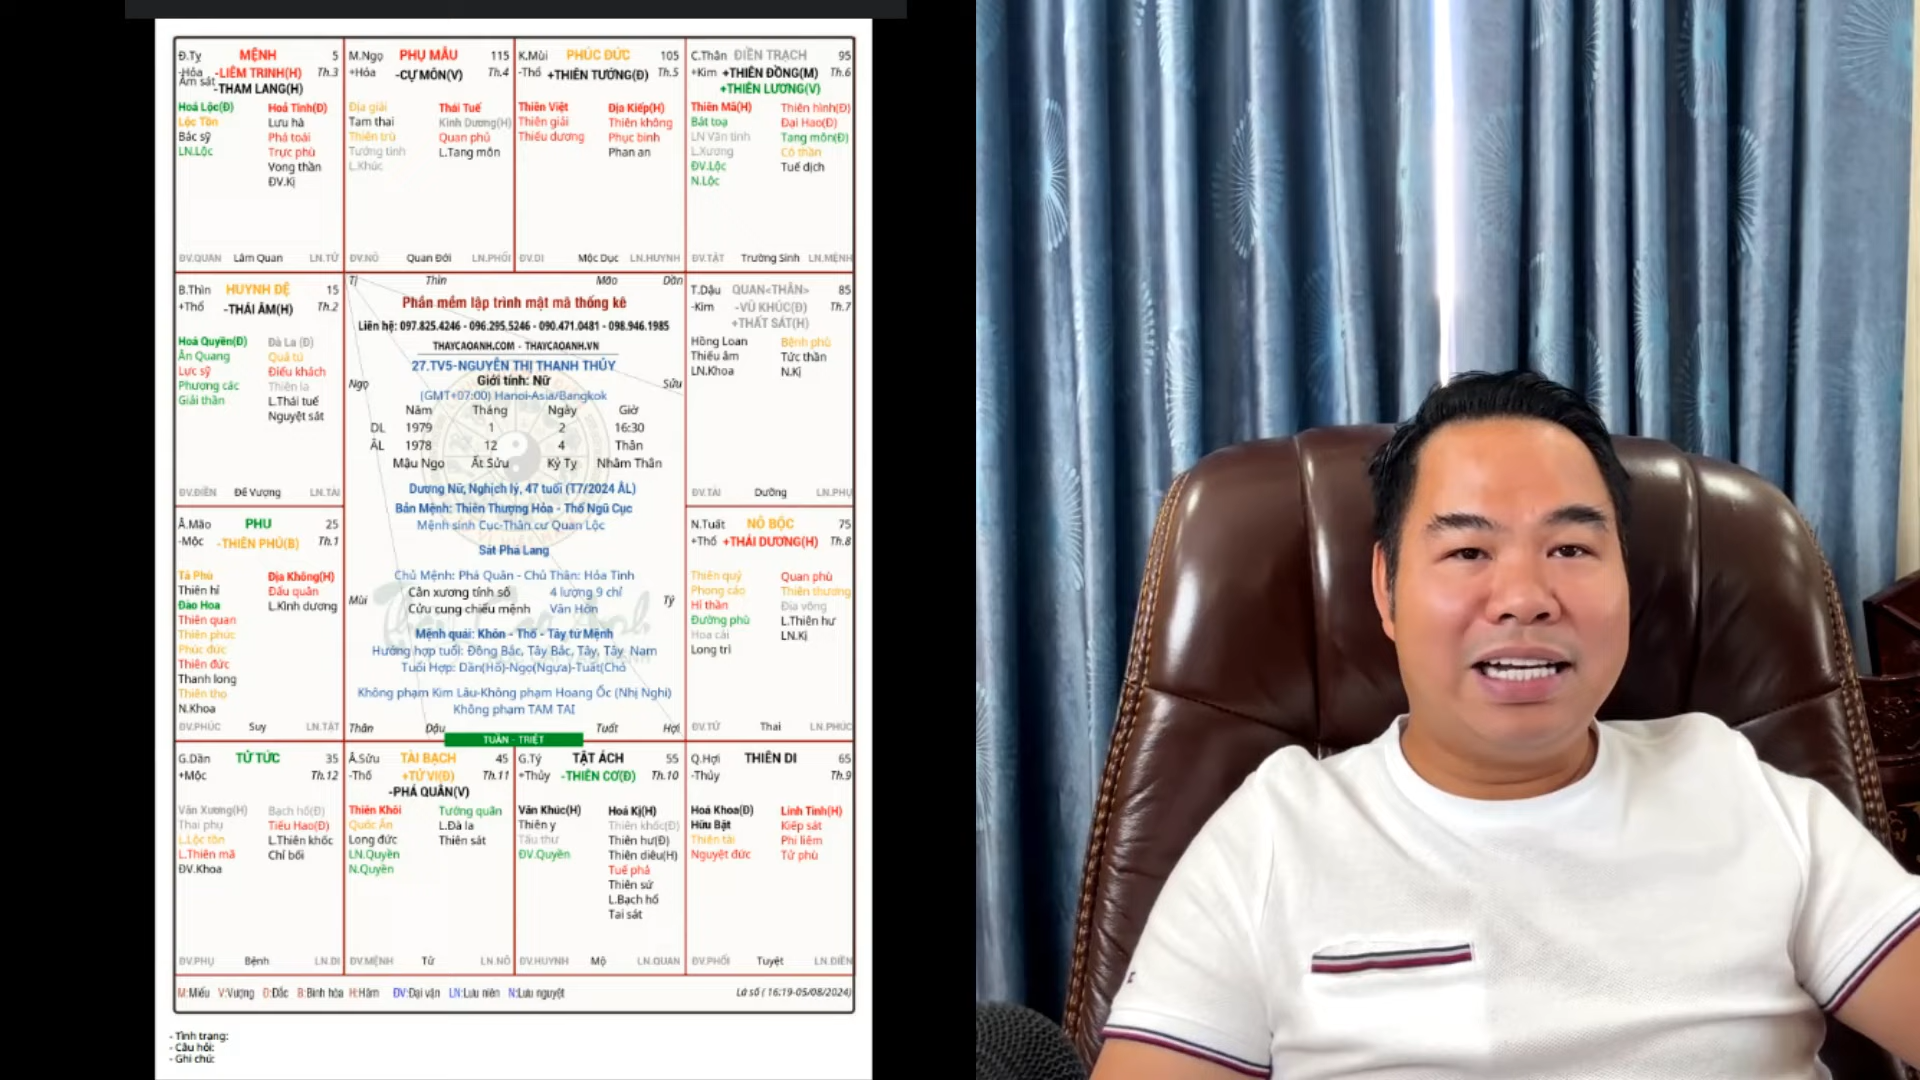 Đ.Tỵ MỆNH 5
-Hỏa -LIÊM TRINH(H) Th.3
Ám sát -THAM LANG(H)
Hoá Lộc(Đ) Hoả Tinh(Đ)
Lộc Tồn Lưu hà
Bác sỹ Phá toái
LN.Lộc Trực phù
Vong thần
ĐV.Kị
ĐV.QUAN Lâm Quan LN.TỬ
M.Ngọ PHỤ MẪU 115
+Hỏa -CỰ MÔN(V) Th.4
Địa giải Thái Tuế
Tam thai Kình Dương(H)
Thiên trù Quan phủ
Tướng tinh L.Tang môn
L.Khúc
ĐV.NÔ Quan Đới LN.PHỐI
K.Mùi PHÚC ĐỨC 105
-Thổ +THIÊN TƯỚNG(Đ) Th.5
Thiên Việt Địa Kiếp(H)
Thiên giải Thiên không
Thiếu dương Phục binh
Phan an
ĐV.DI Mộc Dục LN.HUYNH
C.Thân ĐIỀN TRẠCH 95
+Kim +THIÊN ĐỒNG(M) Th.6
+THIÊN LƯƠNG(V)
Thiên Mã(H) Thiên hình(Đ)
Bát toạ Đại Hao(Đ)
LN Văn tinh Tang môn(Đ)
L.Xương Cô thần
ĐV.Lộc Tuế dịch
N.Lộc
ĐV.TẬT Trường Sinh LN.MỆNH
B.Thìn HUYNH ĐỆ 15
+Thổ -THÁI ÂM(H) Th.2
Hoá Quyền(Đ) Đà La (Đ)
Ân Quang Quả tú
Lực sỹ Điếu khách
Phượng các Thiên la
Giải thần L.Thái tuế
Nguyệt sát
ĐV.ĐIỀN Đế Vượng LN.TÀI
Tị Thìn Mão Dần
Phần mềm lập trình mật mã thống kê
Liên hệ: 097.825.4246 - 096.295.5246 - 090.471.0481 - 098.946.1985
THAYCAOANH.COM - THAYCAOANH.VN
27.TV5-NGUYỄN THỊ THANH THỦY
Ngọ Giới tính: Nữ Sửu
(GMT+07:00) Hanoi-Asia/Bangkok
Năm Tháng Ngày Giờ
DL 1979 1 2 16:30
ÂL 1978 12 4 Thân
Mậu Ngọ Ất Sửu Kỷ Tỵ Nhâm Thân
Dương Nữ, Nghịch lý, 47 tuổi (T7/2024 ÂL)
Bản Mệnh: Thiên Thượng Hỏa - Thổ Ngũ Cục
Mệnh sinh Cục-Thân cư Quan Lộc
Sát Phá Lang
Chủ Mệnh: Phá Quân - Chủ Thân: Hỏa Tinh
Mùi Cân xương tính số 4 lượng 9 chỉ Tý
Cửu cung chiếu mệnh Vân Hớn
Mệnh quái: Khôn - Thổ - Tây tứ Mệnh
Hướng hợp tuổi: Đông Bắc, Tây Bắc, Tây, Tây Nam
Tuổi Hợp: Dần(Hổ)-Ngọ(Ngựa)-Tuất(Chó
Không phạm Kim Lâu-Không phạm Hoang Ốc (Nhị Nghi)
Không phạm TAM TAI
Thân Dậu Tuất Hợi
TUẦN - TRIỆT
T.Dậu QUAN<THÂN> 85
-Kim -VŨ KHÚC(Đ) Th.7
+THẤT SÁT(H)
Hồng Loan Bệnh phù
Thiếu âm Tức thần
LN.Khoa N.Kị
ĐV.TÀI Dưỡng LN.PHỤ
Â.Mão PHU 25
-Mộc -THIÊN PHỦ(B) Th.1
Tả Phù Địa Không(H)
Thiên hỉ Đẩu quân
Đào Hoa L.Kình dương
Thiên quan
Thiên phúc
Phúc đức
Thiên đức
Thanh long
Thiên thọ
N.Khoa
ĐV.PHÚC Suy LN.TẬT
N.Tuất NÔ BỘC 75
+Thổ +THÁI DƯƠNG(H) Th.8
Thiên quý Quan phù
Phong cáo Thiên thương
Hỉ thần Địa võng
Đường phù L.Thiên hư
Hoa cái LN.Kị
Long trì
ĐV.TỬ Thai LN.PHÚC
G.Dần TỬ TỨC 35
+Mộc Th.12
Văn Xương(H) Bạch hổ(Đ)
Thai phụ Tiểu Hao(Đ)
L.Lộc tồn L.Thiên khốc
L.Thiên mã Chỉ bối
ĐV.Khoa
ĐV.PHỤ Bệnh LN.DI
Â.Sửu TÀI BẠCH 45
-Thổ +TỬ VI(Đ) Th.11
-PHÁ QUÂN(V)
Thiên Khôi Tướng quân
Quốc Ấn L.Đà la
Long đức Thiên sát
LN.Quyền
N.Quyền
ĐV.MỆNH Tử LN.NÔ
G.Tý TẬT ÁCH 55
+Thủy -THIÊN CƠ(Đ) Th.10
Văn Khúc(H) Hoá Kị(H)
Thiên y Thiên khốc(Đ)
Tấu thư Thiên hư(Đ)
ĐV.Quyền Thiên diêu(H)
Tuế phá
Thiên sứ
L.Bạch hổ
Tai sát
ĐV.HUYNH Mộ LN.QUAN
Q.Hợi THIÊN DI 65
-Thủy Th.9
Hoá Khoa(Đ) Linh Tinh(H)
Hữu Bật Kiếp sát
Thiên tài Phi liêm
Nguyệt đức Tử phù
ĐV.PHỐI Tuyệt LN.ĐIỀN
M:Miếu V:Vượng Đ:Đắc B:Bình hòa H:Hãm ĐV:Đại vận LN:Lưu niên N:Lưu nguyệt Lá số ( 16:19-05/08/2024)
- Tình trạng:
- Câu hỏi:
- Ghi chú: